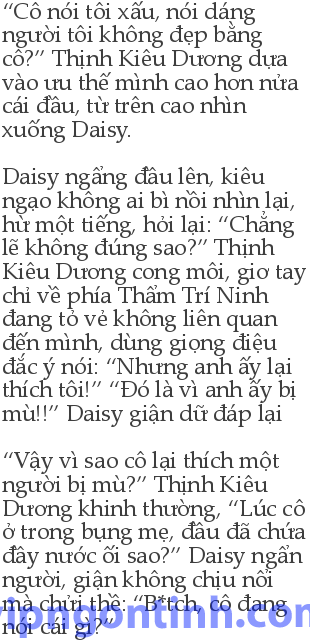 “Cô nói tôi xấu, nói dáng
người tôi không đẹp bằng
cô?” Thịnh Kiêu Dương dựa
vào ưu thế mình cao hơn nửa
cái đầu, từ trên cao nhìn
xuống Daisy.
Daisy ngẩng đầu lên, kiêu
ngạo không ai bì nồi nhìn lại,
hừ một tiếng, hỏi lại: “Chẳng
lẽ không đúng sao?” Thịnh
Kiêu Dương cong môi, giơ tay
chỉ về phía Thẩm Trí Ninh
đang tỏ vẻ không liên quan
đến mình, dùng giọng điệu
đắc ý nói: “Nhưng anh ấy lại
thích tôi!” “Đó là vì anh ấy bị
mù!!” Daisy giận dữ đáp lại
“Vậy vì sao cô lại thích một
người bị mù?” Thịnh Kiêu
Dương khinh thường, “Lúc cô
ở trong bụng mẹ, đầu đã chứa
đầy nước ối sao?” Daisy ngẩn
người, giận không chịu nổi
mà chửi thề: “B*tch, cô đang
nói cái gì?”
vipngontinh.com